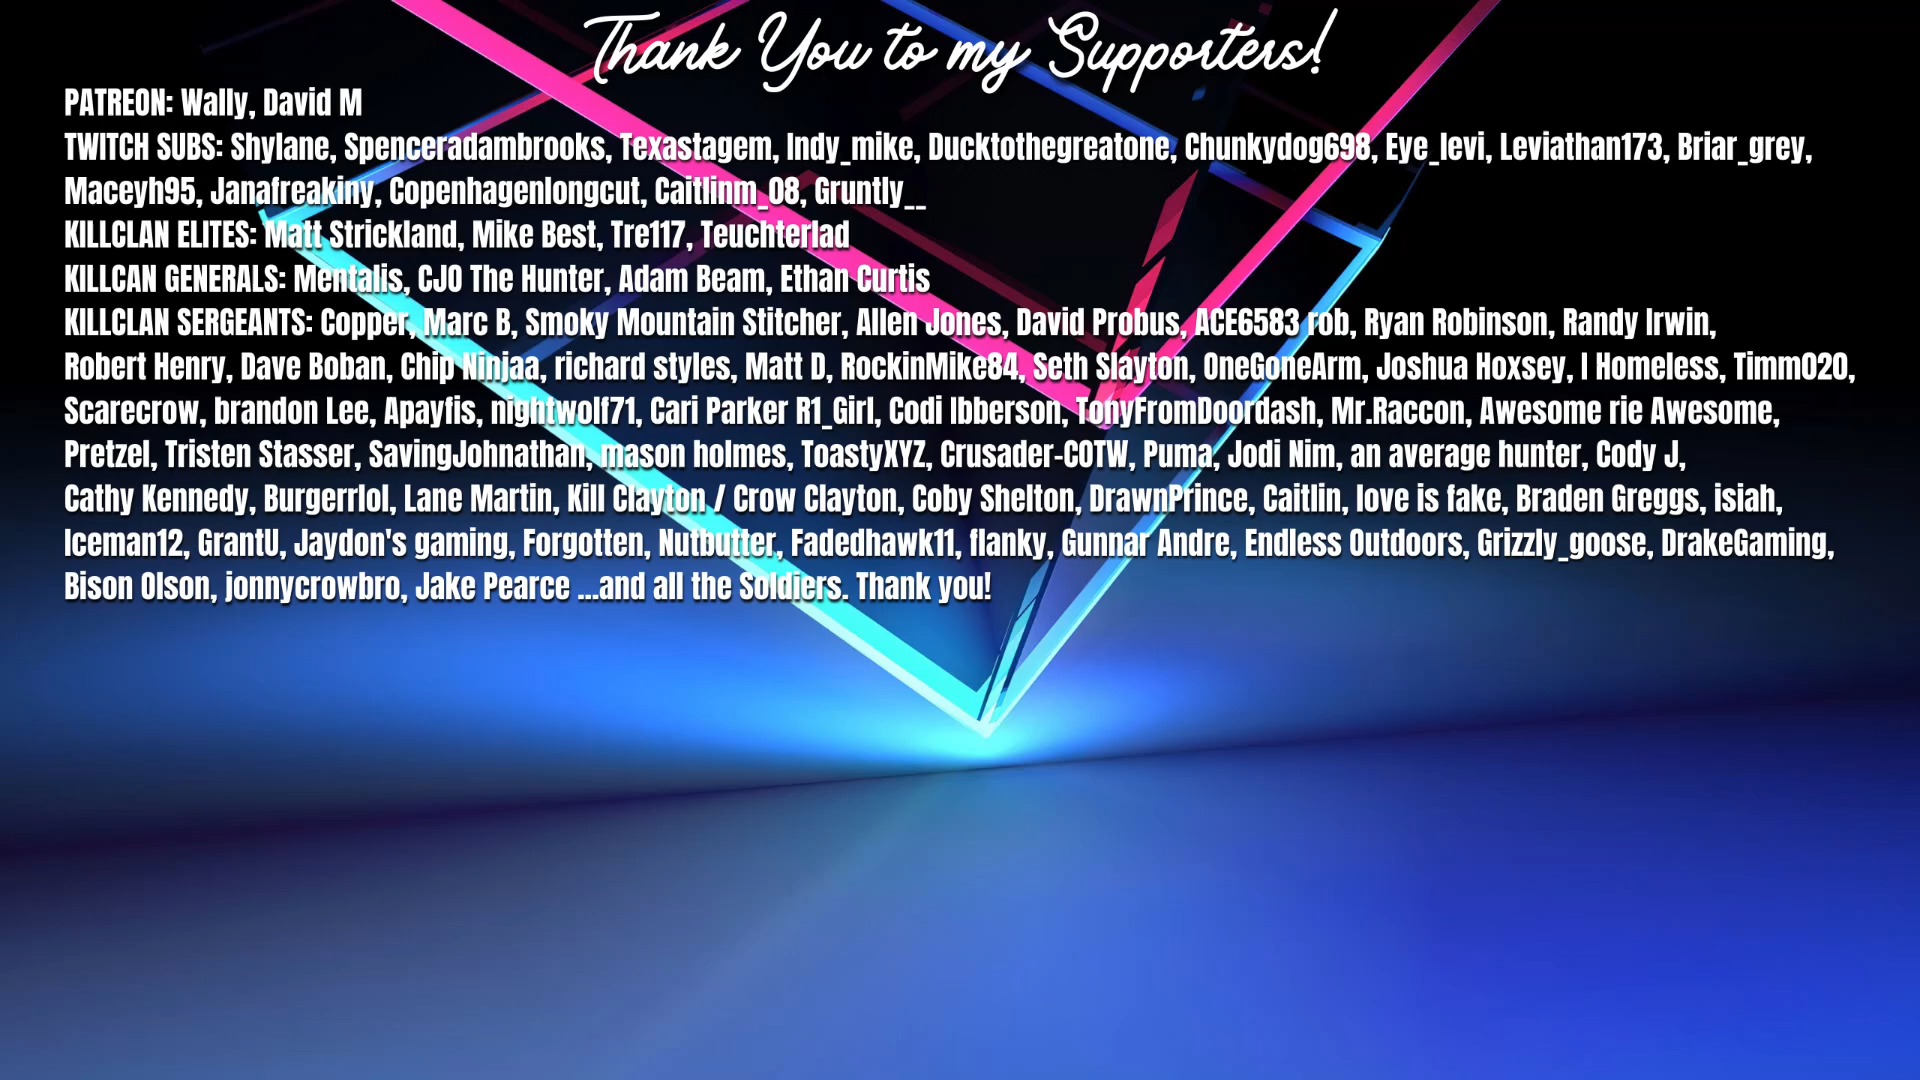 Thank You to my Supporters!
PATREON: Wally, David M
TWITCH SUBS: Shylane, Spenceradambrooks, Texastagem, Indy_mike, Ducktothegreatone, Chunkydog698, Eye_levi, Leviathan173, Briar_grey,
Maceyh95, Janafreakiny, Copenhagenlongcut, Caitlinm_08, Gruntly__
KILLCLAN ELITES: Matt Strickland, Mike Best, Tre117, Teuchterlad
KILLCAN GENERALS: Mentalis, CJO The Hunter, Adam Beam, Ethan Curtis
KILLCLAN SERGEANTS: Copper, Marc B, Smoky Mountain Stitcher, Allen Jones, David Probus, ACE6583 rob, Ryan Robinson, Randy Irwin,
Robert Henry, Dave Boban, Chip Ninjaa, richard styles, Matt D, RockinMike84, Seth Slayton, OneGoneArm, Joshua Hoxsey, I Homeless, Timm020,
Scarecrow, brandon Lee, Apayfis, nightwolf71, Cari Parker R1_Girl, Codi Ibberson, TonyFromDoordash, Mr.Raccon, Awesome rie Awesome,
Pretzel, Tristen Stasser, SavingJohnathan, mason holmes, ToastyXYZ, Crusader-COTW, Puma, Jodi Nim, an average hunter, Cody J,
Cathy Kennedy, Burgerrlol, Lane Martin, Kill Clayton / Crow Clayton, Coby Shelton, DrawnPrince, Caitlin, love is fake, Braden Greggs, isiah,
Iceman12, GrantU, Jaydon's gaming, Forgotten, Nutbutter, Fadedhawk11, flanky, Gunnar Andre, Endless Outdoors, Grizzly_goose, DrakeGaming,
Bison Olson, jonnycrowbro, Jake Pearce ...and all the Soldiers. Thank you!